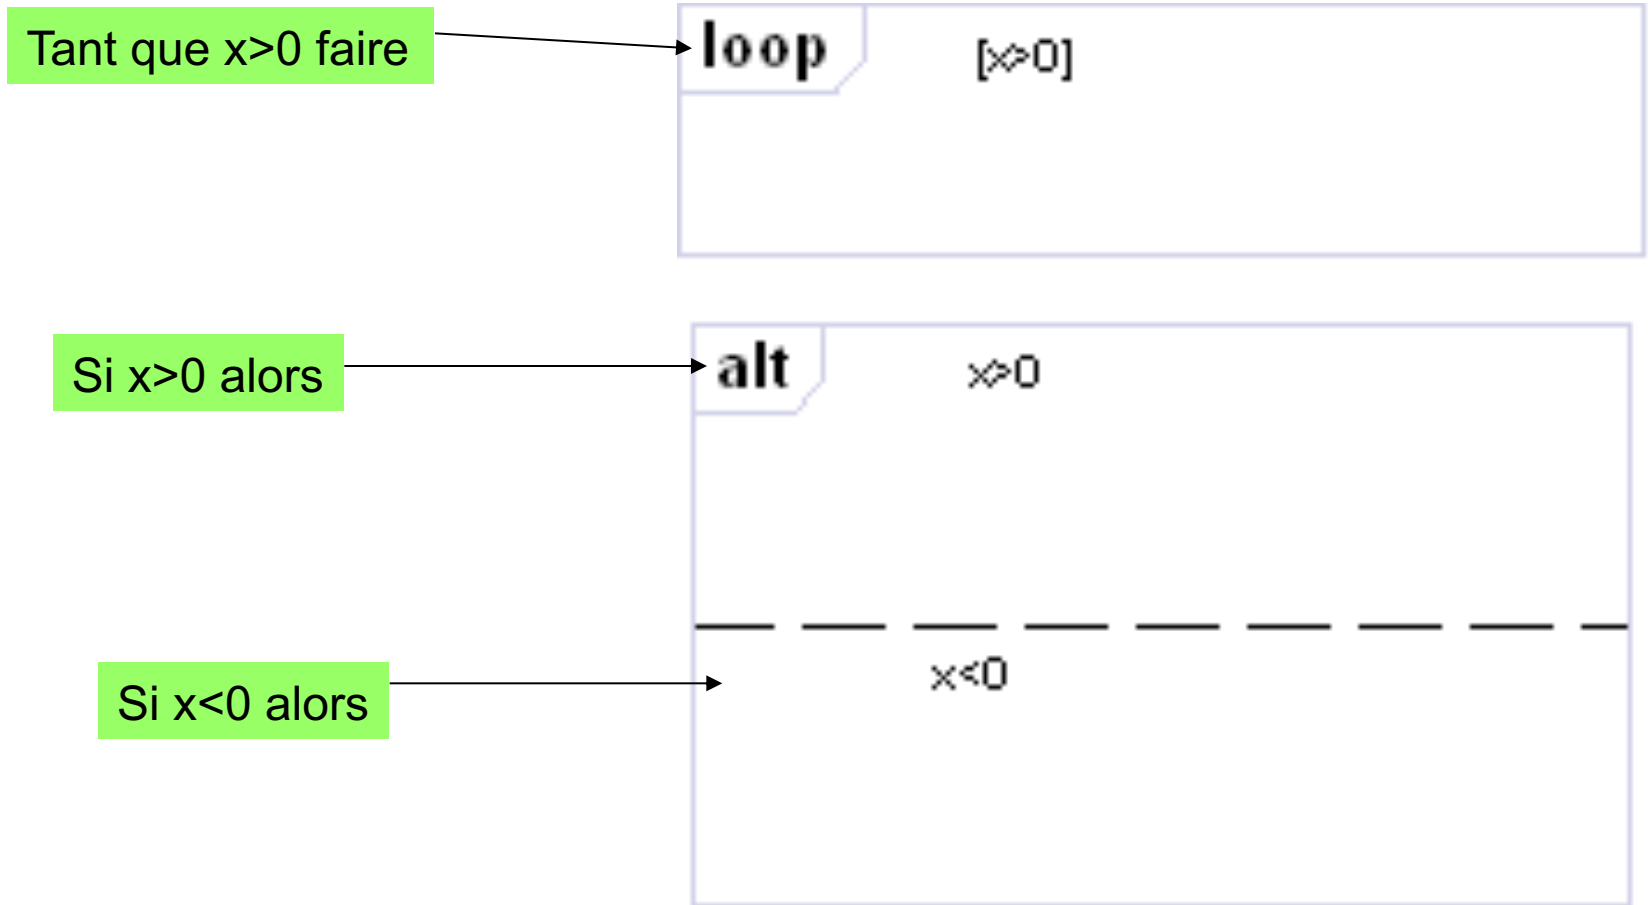 Tant que x>0 faire
loop
[x>0]
Si x>0 alors
alt
x>0
Si x<0 alors
x<0